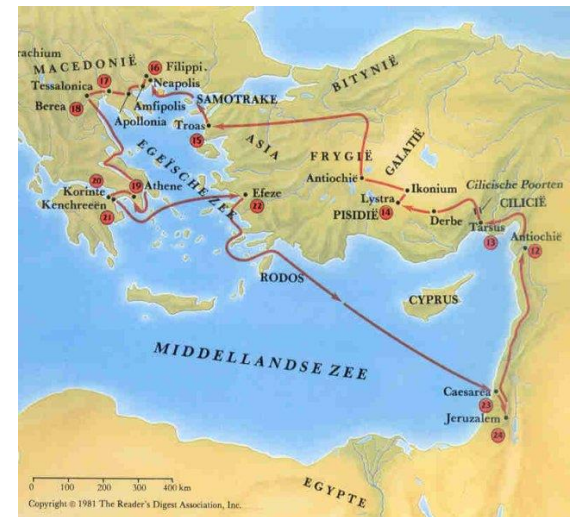 rachium
MACEDONIË
16 Filippi.
17
Neapolis
Tessalonica
Amfipolis
Berea
18
Apollonia
SAMOTRAKE
BITYNIË
Troas
15
ASIA
EGEÏSCHE ZEE
FRYGIË
GALATIË
Antiochië
Ikonium
Cilicische Poorten
CILICIË
Lystra
PISIDIË 14
Derbe
Tarsus
13
Antiochië
12
20
19 Athene
Korinte
Kenchreeën
21
Efeze
22
RODOS
CYPRUS
MIDDELLANDSE ZEE
Caesarea
23
Jeruzalem
24
EGYPTE
0 100 200 300 400 km
Copyright © 1981 The Reader's Digest Association, Inc.